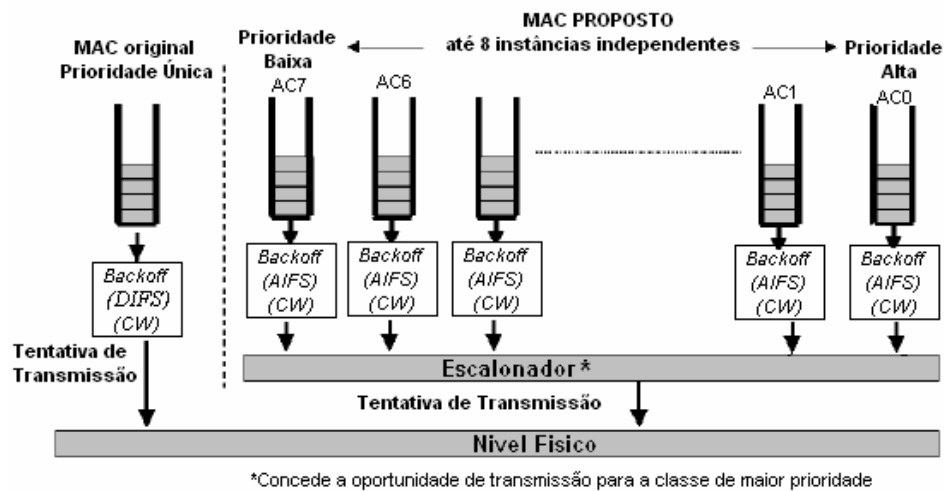 MAC original
Prioridade Única
Prioridade
Baixa
MAC PROPOSTO
até 8 instâncias independentes
Prioridade
Alta
AC7
AC6
AC1
AC0
Backoff
(DIFS)
(CW)
Backoff
(AIFS)
(CW)
Backoff
(AIFS)
(CW)
Backoff
(AIFS)
(CW)
Backoff
(AIFS)
(CW)
Backoff
(AIFS)
(CW)
Tentativa de
Transmissão
Escalonador*
Tentativa de Transmissão
Nivel Fisico
*Concede a oportunidade de transmissão para a classe de maior prioridade